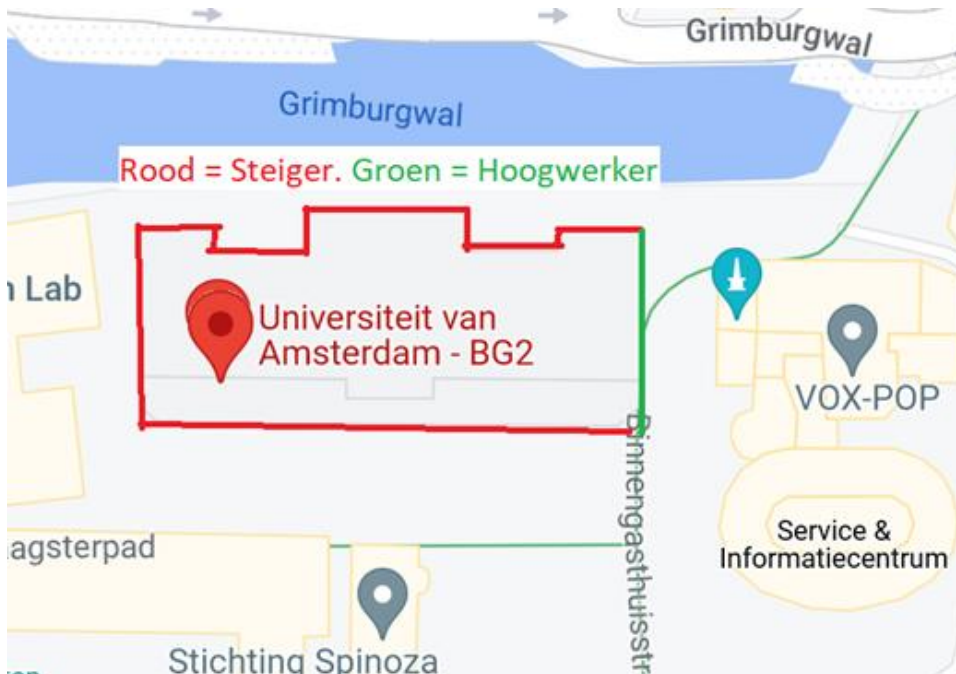 Grimburgwal
Grimburgwal
Rood = Steiger. Groen = Hoogwerker
n Lab
Universiteit van
Amsterdam - BG2
VOX-POP
Binnengasthuisstr
Service &
Informatiecentrum
agsterpad
Stichting Spinoza